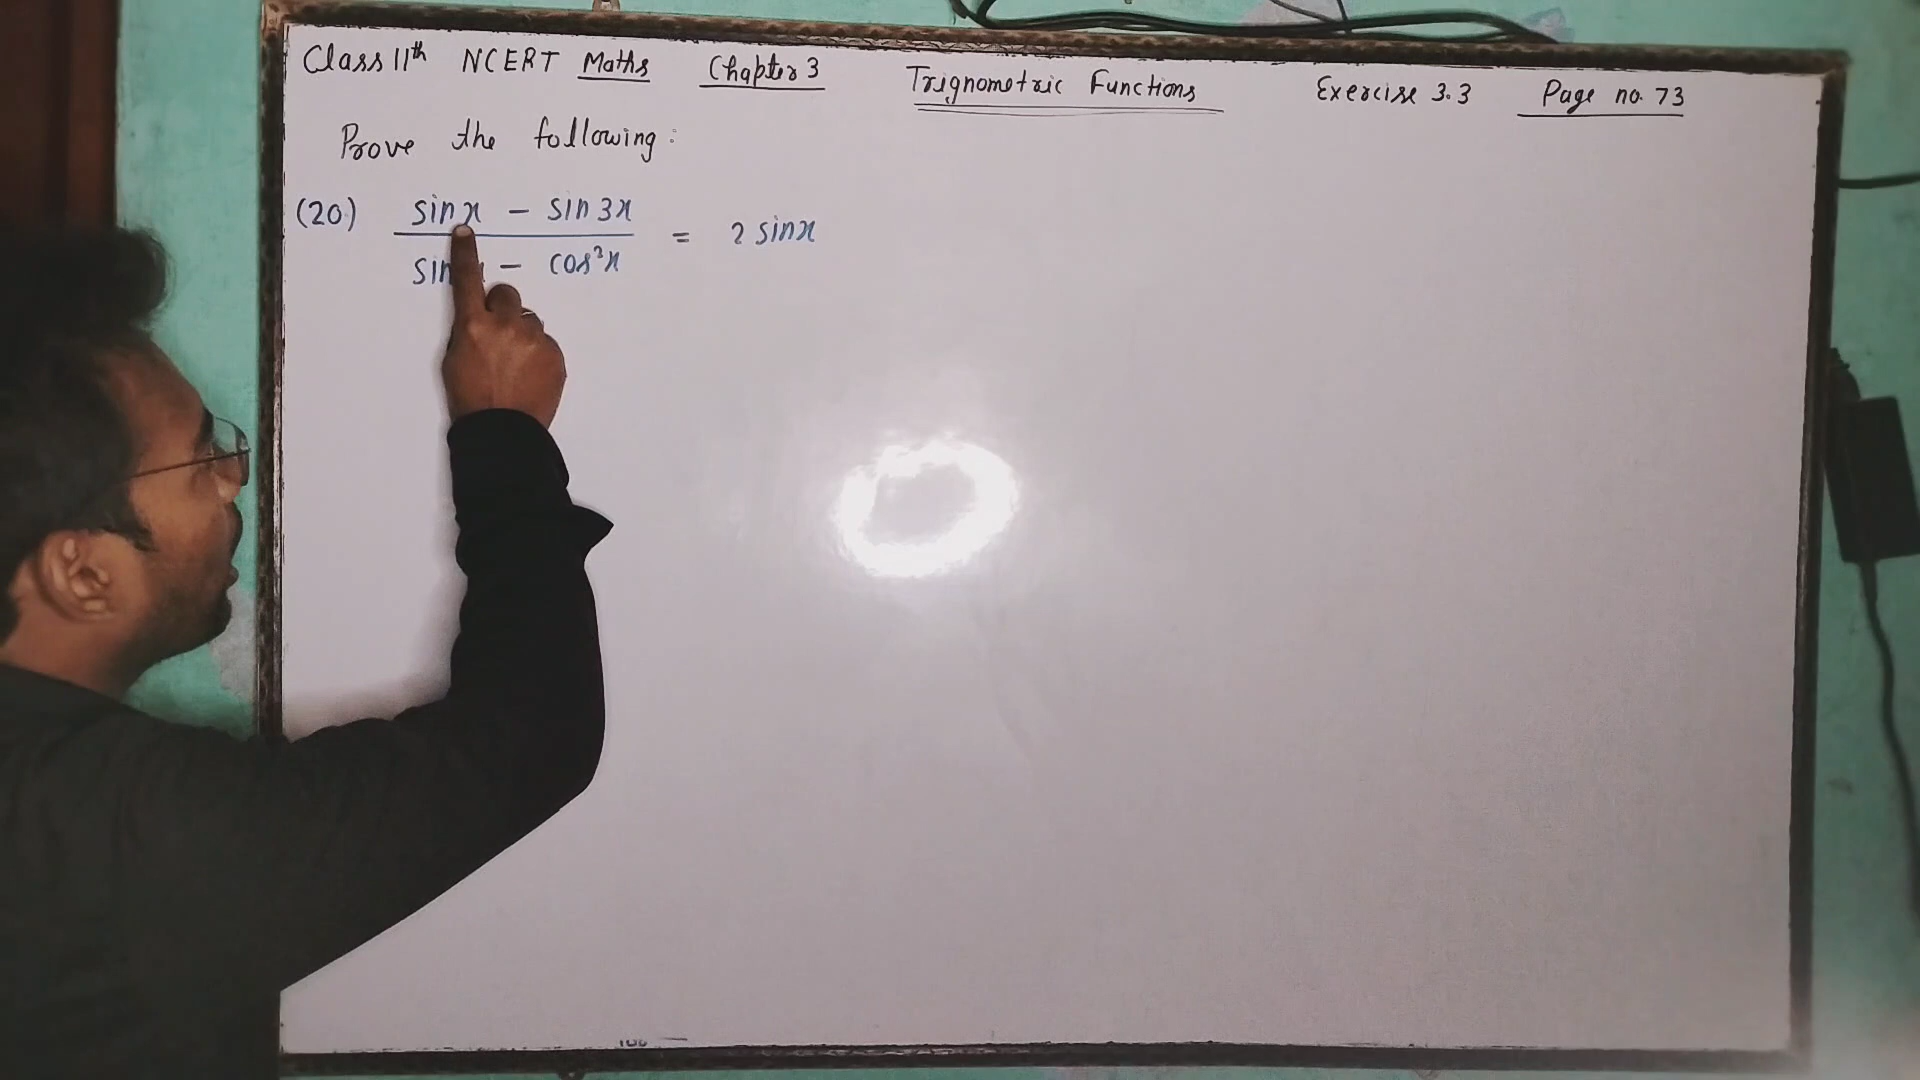 Class 11th NCERT Maths Chapter 3 Trignometric Functions Exercise 3.3 Page no. 73
Prove the following:
(20) sinx - sin 3x
= 2 sinx
sin - cos²x